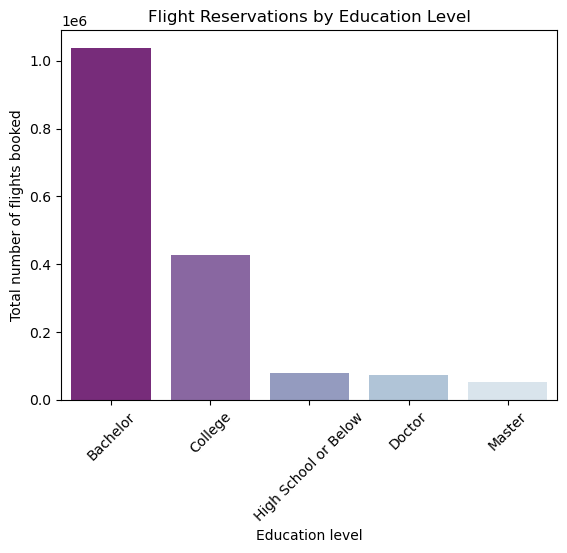 Flight Reservations by Education Level
1e6
Total number of flights booked
1.0
0.8
0.6
0.4
0.2
0.0
Bachelor
College
High School or Below
Doctor
Master
Education level